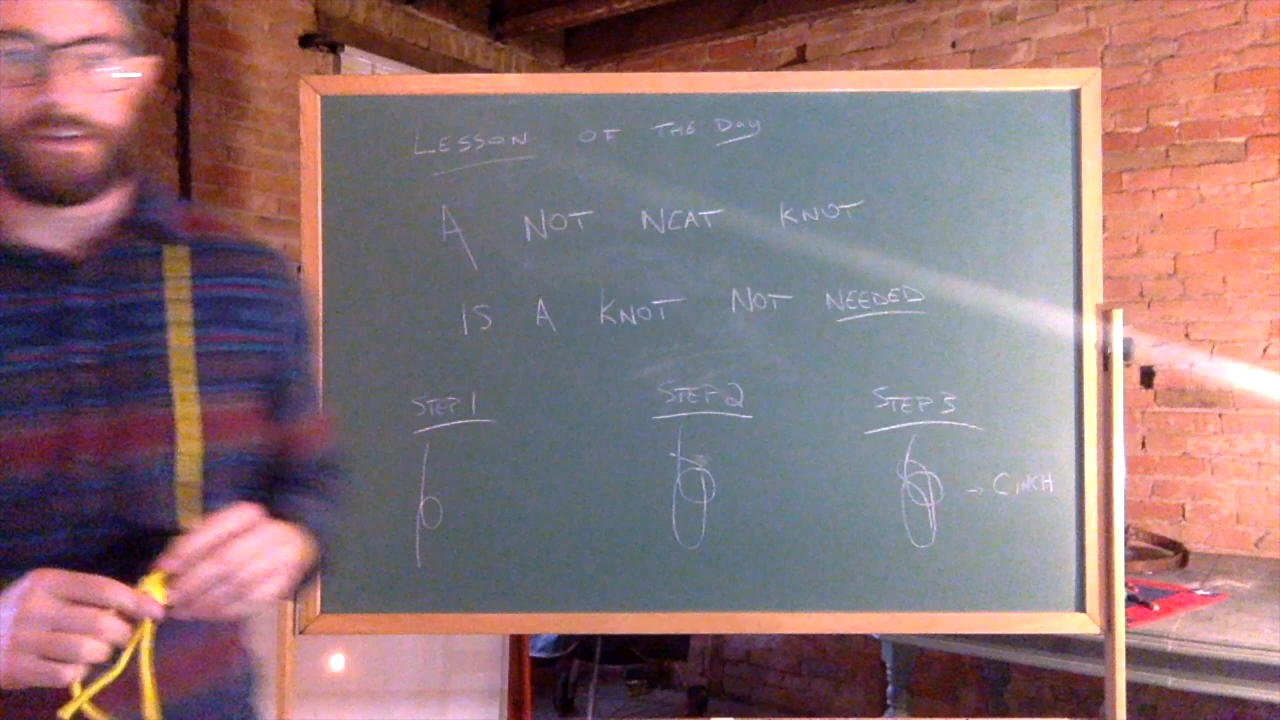 LESSON OF THE Day
A NOT NEAT KNOT
IS A KNOT NOT NEEDED
STEP 1 STEP 2 STEP 3
→ CINCH